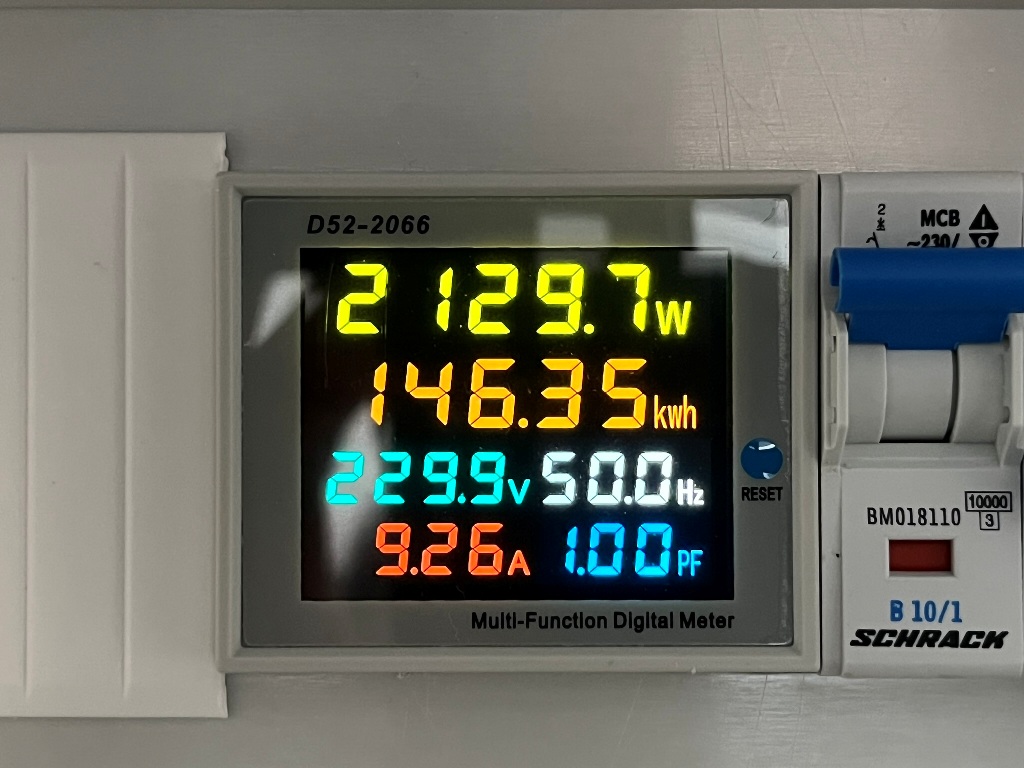 D52-2066
2129.7W
146.35kwh
229.9V 50.0Hz
9.26A 1.00PF
RESET
Multi-Function Digital Meter
2
MCB
~230/
BM018110
10000
3
B 10/1
SCHRACK